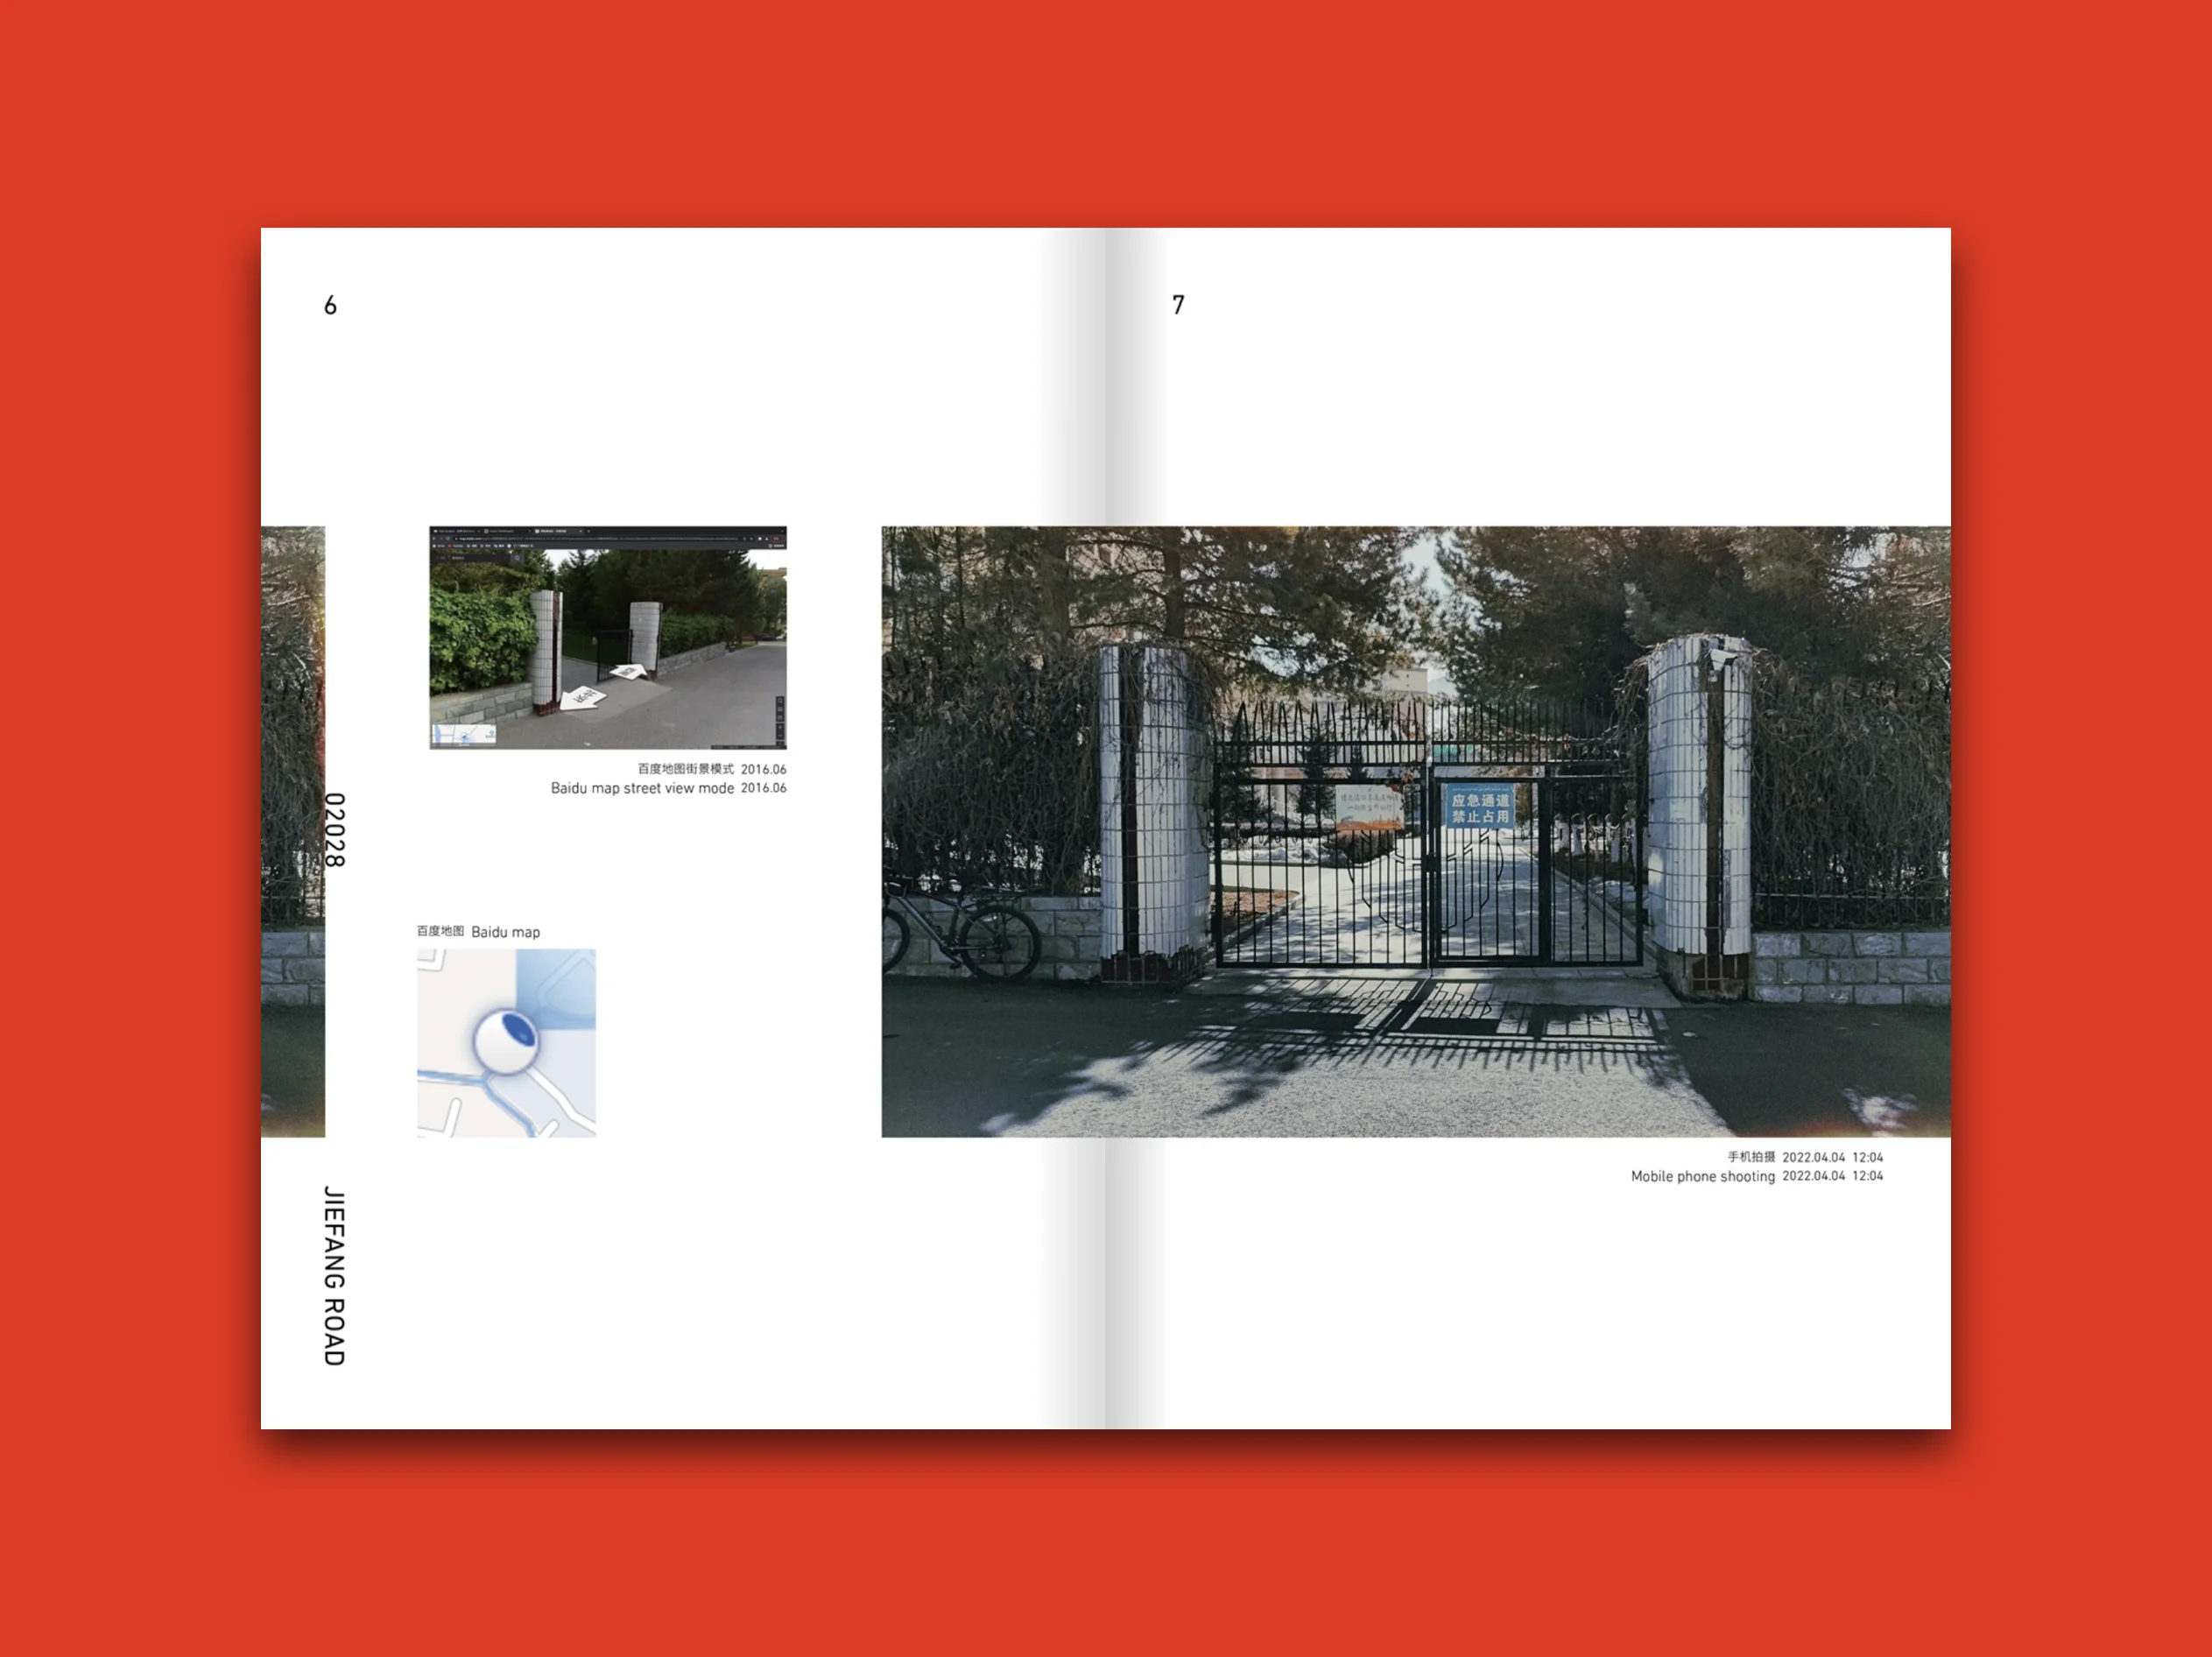 6
7
百度地图街景模式 2016.06
Baidu map street view mode 2016.06
02028
百度地图 Baidu map
应急通道
禁止占用
手机拍摄 2022.04.04 12:04
Mobile phone shooting 2022.04.04 12:04
JIEFANG ROAD